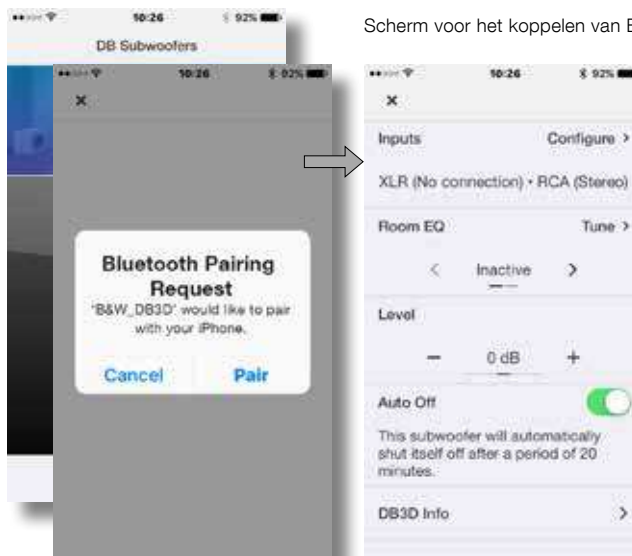 10:26
92%
DB Subwoofers
10:26
92%
×
Bluetooth Pairing
Request
"B&W_DB3D" would like to pair
with your iPhone.
Cancel Pair
Scherm voor het koppelen van
10:26
92%
×
Inputs Configure >
XLR (No connection) • RCA (Stereo)
Room EQ Tune >
< Inactive >
Level
− 0 dB +
Auto Off
This subwoofer will automatically
shut itself off after a period of 20
minutes.
DB3D Info >